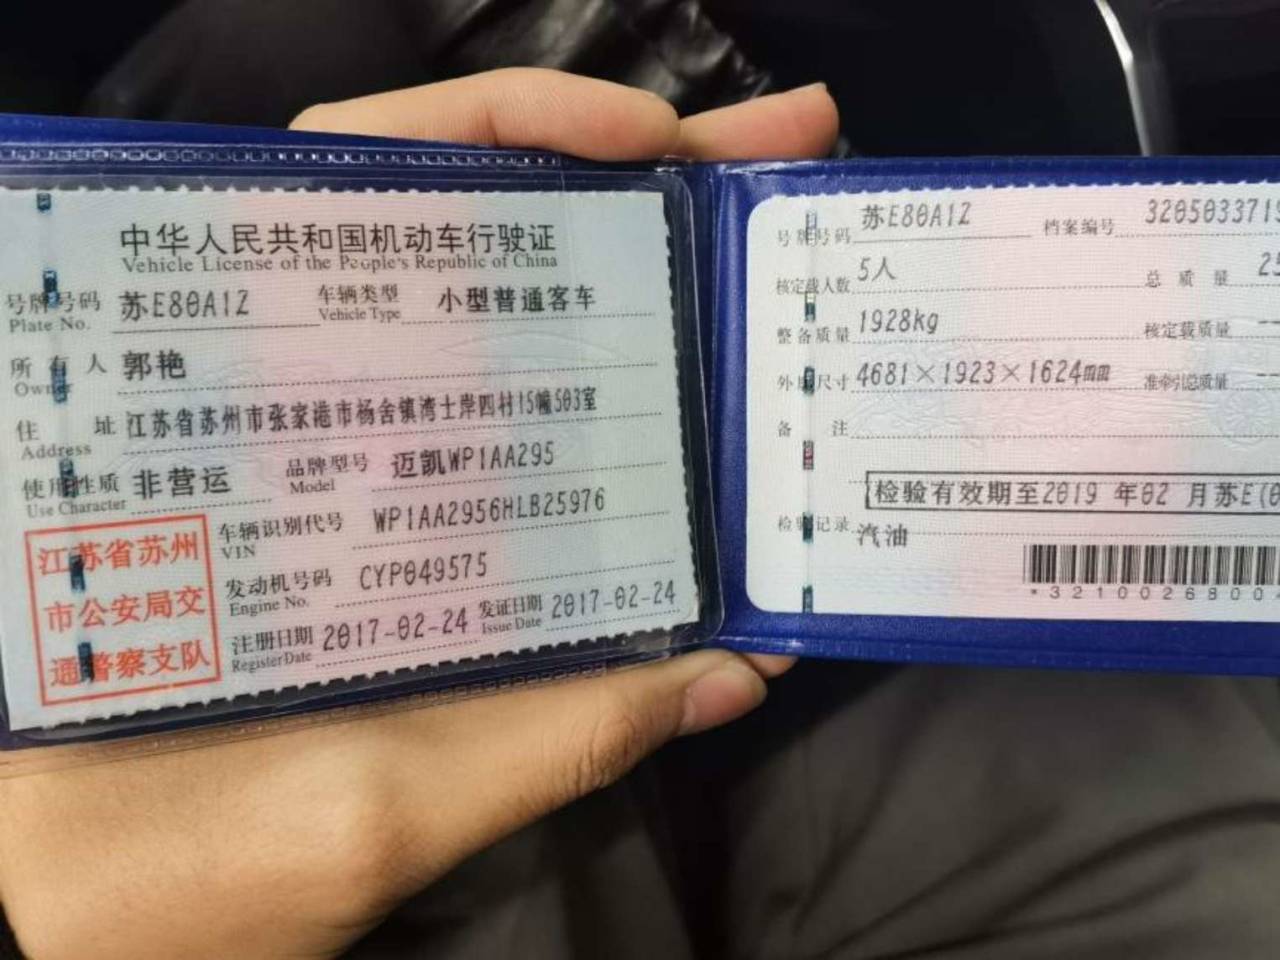 中华人民共和国机动车行驶证
Vehicle License of the People's Republic of China
号牌号码 苏E80A1Z 车辆类型 小型普通客车
Plate No. Vehicle Type
所有人 郭艳
Owner
住址 江苏省苏州市张家港市杨舍镇湾士岸四村15幢503室
Address
使用性质 非营运 品牌型号 迈凯WP1AA295
Use Character Model
车辆识别代号 WP1AA2956HLB25976
VIN
发动机号码 CYP049575
Engine No.
注册日期 2017-02-24 发证日期 2017-02-24
Register Date Issue Date
江苏省苏州
市公安局交
通警察支队
号牌号码 苏E80A1Z 档案编号 3205033719
核定载人数 5人 总质量 25
整备质量 1928kg 核定载质量 --
外廓尺寸 4681×1923×1624mm 准牵引总质量 --
备注
检验有效期至2019 年02 月苏E(0
检验记录 汽油
*32100268004